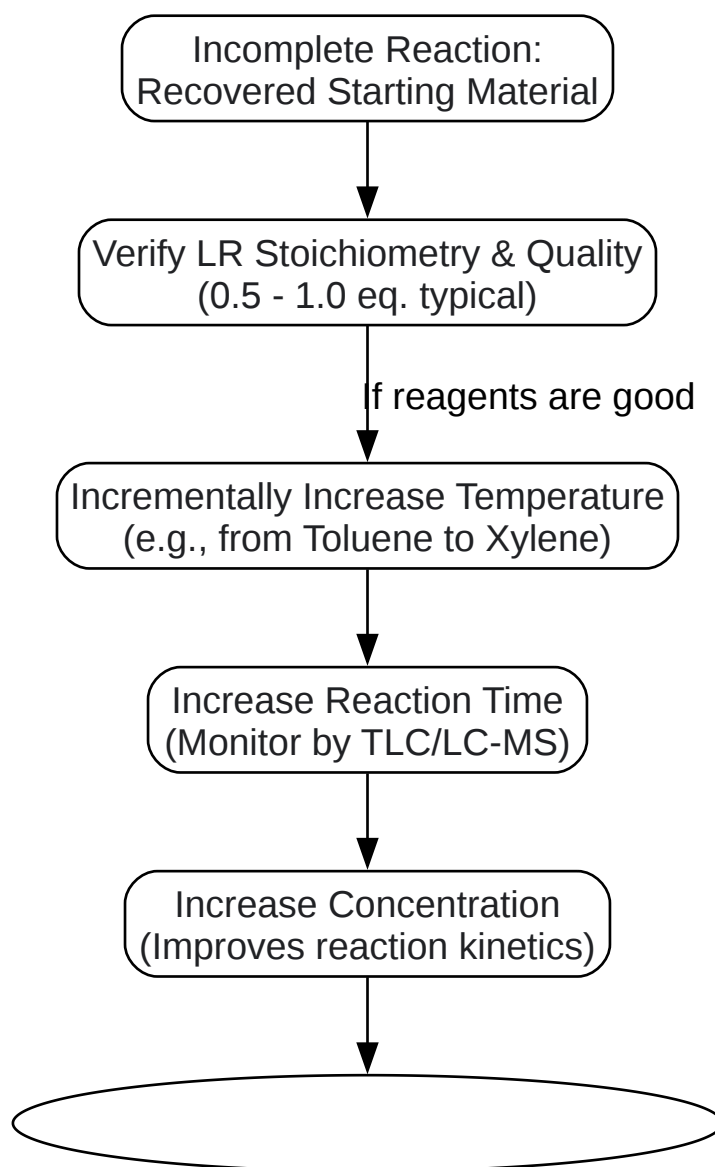 Incomplete Reaction:
Recovered Starting Material
Verify LR Stoichiometry & Quality
(0.5 - 1.0 eq. typical)
If reagents are good
Incrementally Increase Temperature
(e.g., from Toluene to Xylene)
Increase Reaction Time
(Monitor by TLC/LC-MS)
Increase Concentration
(Improves reaction kinetics)